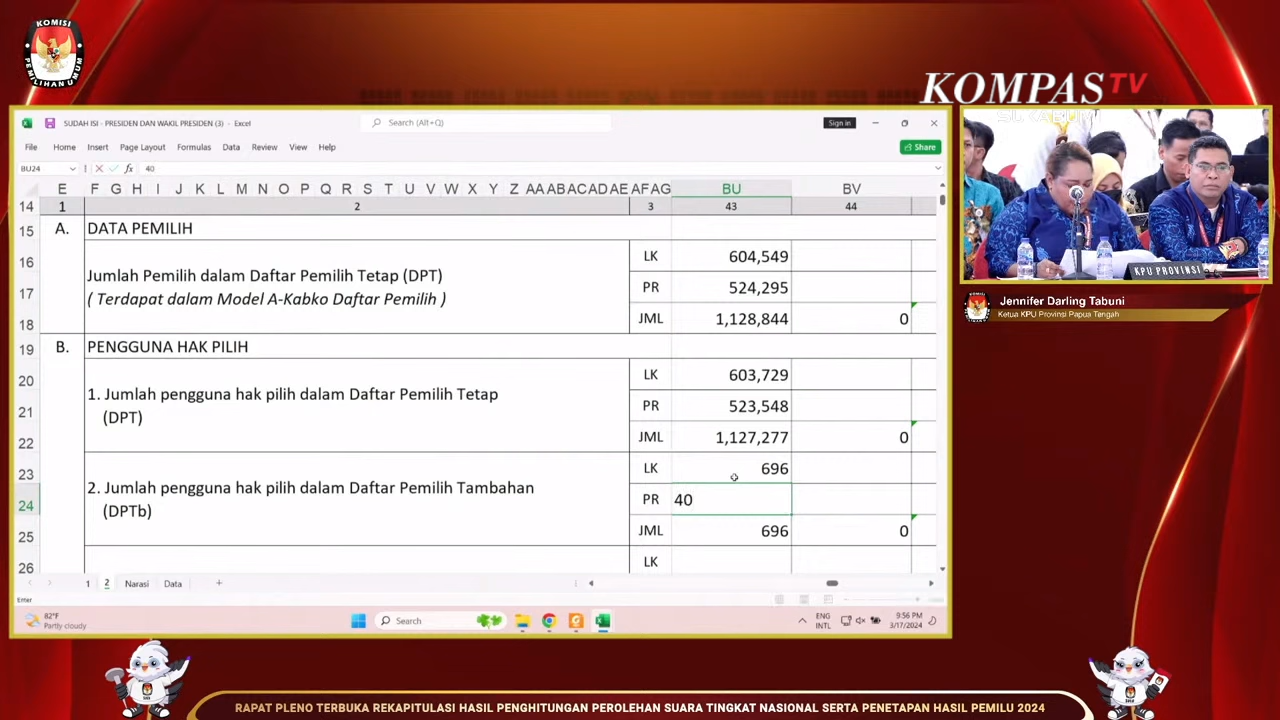 KOMISI
PEMILIHAN UMUM
KOMPASTV
SUKABUMI
SUDAH ISI - PRESIDEN DAN WAKIL PRESIDEN (3) - Excel
Search (Alt+Q)
Sign in
File Home Insert Page Layout Formulas Data Review View Help
Share
BU24
fx 40
E F G H I J K L M N O P Q R S T U V W X Y Z AA AB AC AD AE AF AG BU BV
14 1 2 3 43 44
15 A. DATA PEMILIH
16 LK 604,549
Jumlah Pemilih dalam Daftar Pemilih Tetap (DPT)
17 PR 524,295
( Terdapat dalam Model A-Kabko Daftar Pemilih )
18 JML 1,128,844 0
19 B. PENGGUNA HAK PILIH
20 LK 603,729
1. Jumlah pengguna hak pilih dalam Daftar Pemilih Tetap
21 PR 523,548
(DPT)
22 JML 1,127,277 0
23 LK 696
2. Jumlah pengguna hak pilih dalam Daftar Pemilih Tambahan
24 PR 40
(DPTb)
25 JML 696 0
26 LK
1 2 Narasi Data +
Enter
82°F
Partly cloudy
Search
ENG
INTL
9:56 PM
3/17/2024
KPU PROVINSI
Jennifer Darling Tabuni
Ketua KPU Provinsi Papua Tengah
RAPAT PLENO TERBUKA REKAPITULASI HASIL PENGHITUNGAN PEROLEHAN SUARA TINGKAT NASIONAL SERTA PENETAPAN HASIL PEMILU 2024